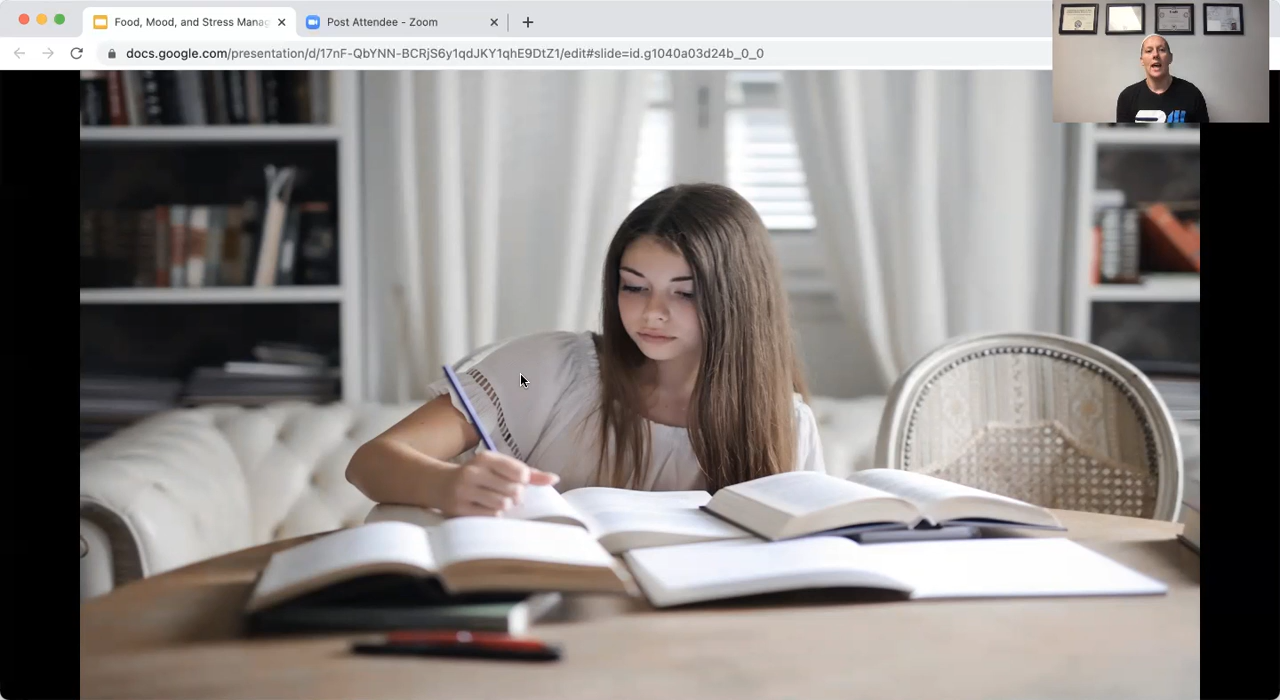 Food, Mood, and Stress Manag
Post Attendee - Zoom
docs.google.com/presentation/d/17nF-QbYNN-BCRjS6y1qdJKY1qhE9DtZ1/edit#slide=id.g1040a03d24b_0_0